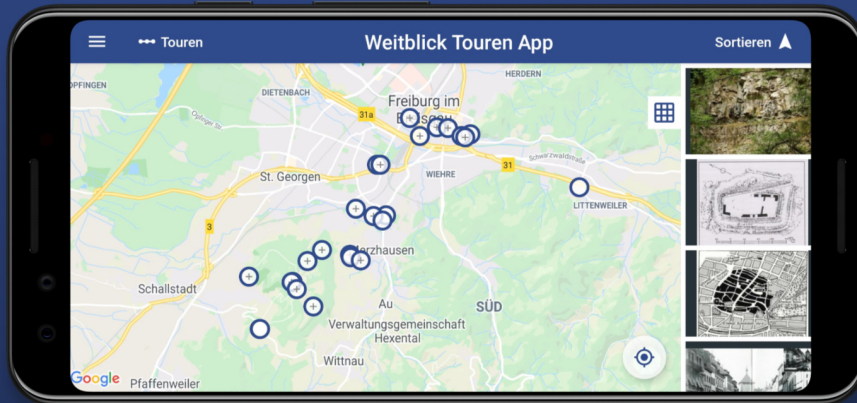 Touren
Weitblick Touren App
Sortieren
HERDERN
DIETENBACH
Freiburg im
31a
31
Schwarzwaldstraße
St. Georgen
WIEHRE
LITTENWEILER
3
Merzhausen
Schallstadt
Au
SÜD
Verwaltungsgemeinschaft
Hexental
Wittnau
Google
Pfaffenweiler